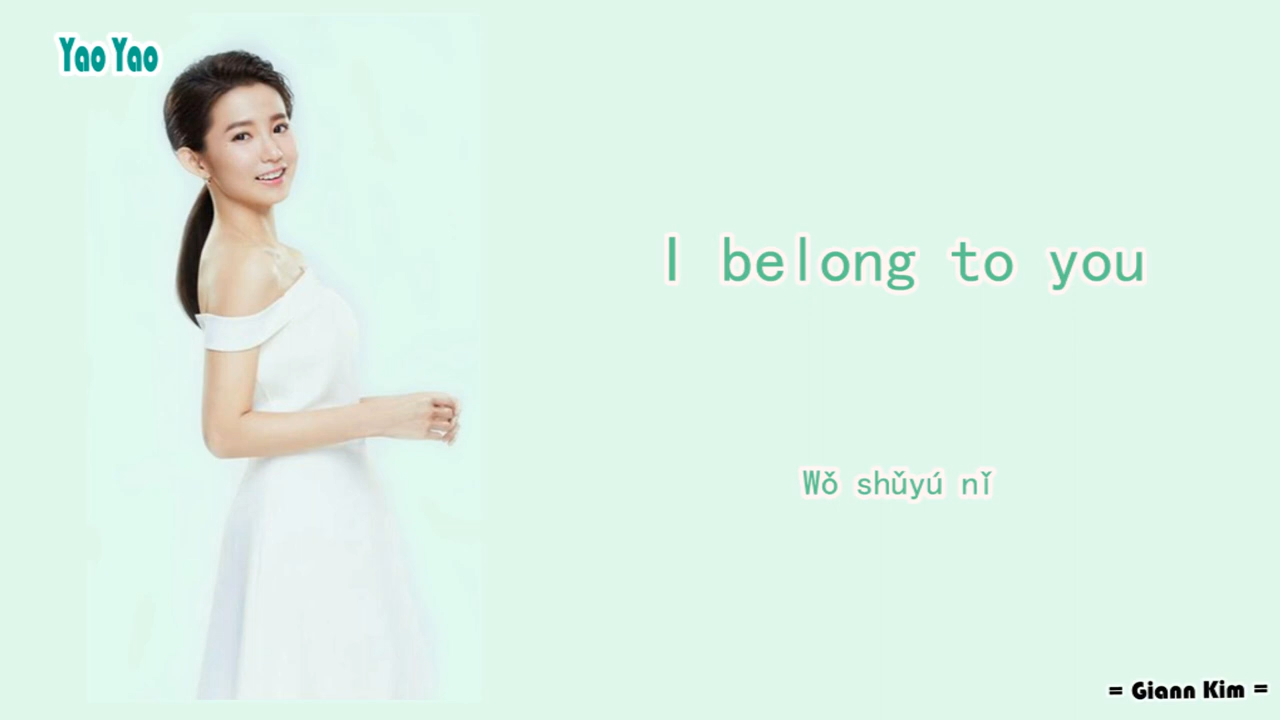 Yao Yao
I belong to you
Wǒ shǔyú nǐ
= Giann Kim =